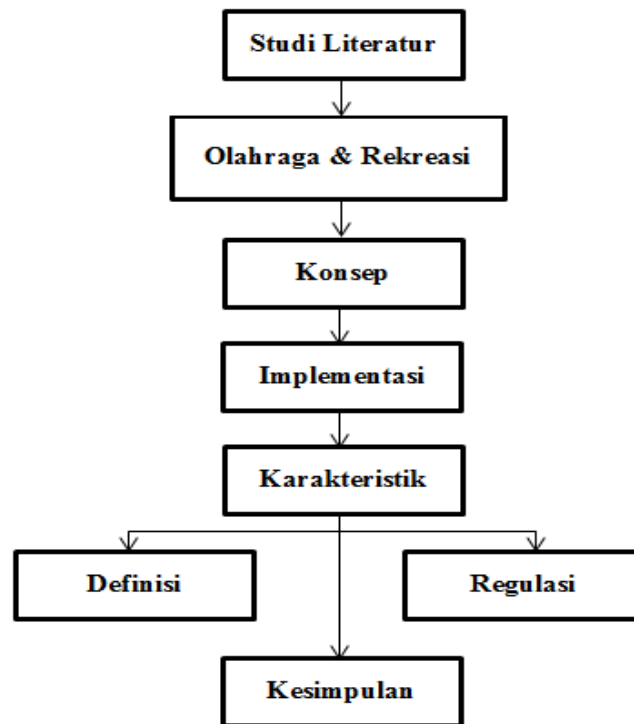 Studi Literatur
Olahraga & Rekreasi
Konsep
Implementasi
Karakteristik
Definisi
Regulasi
Kesimpulan